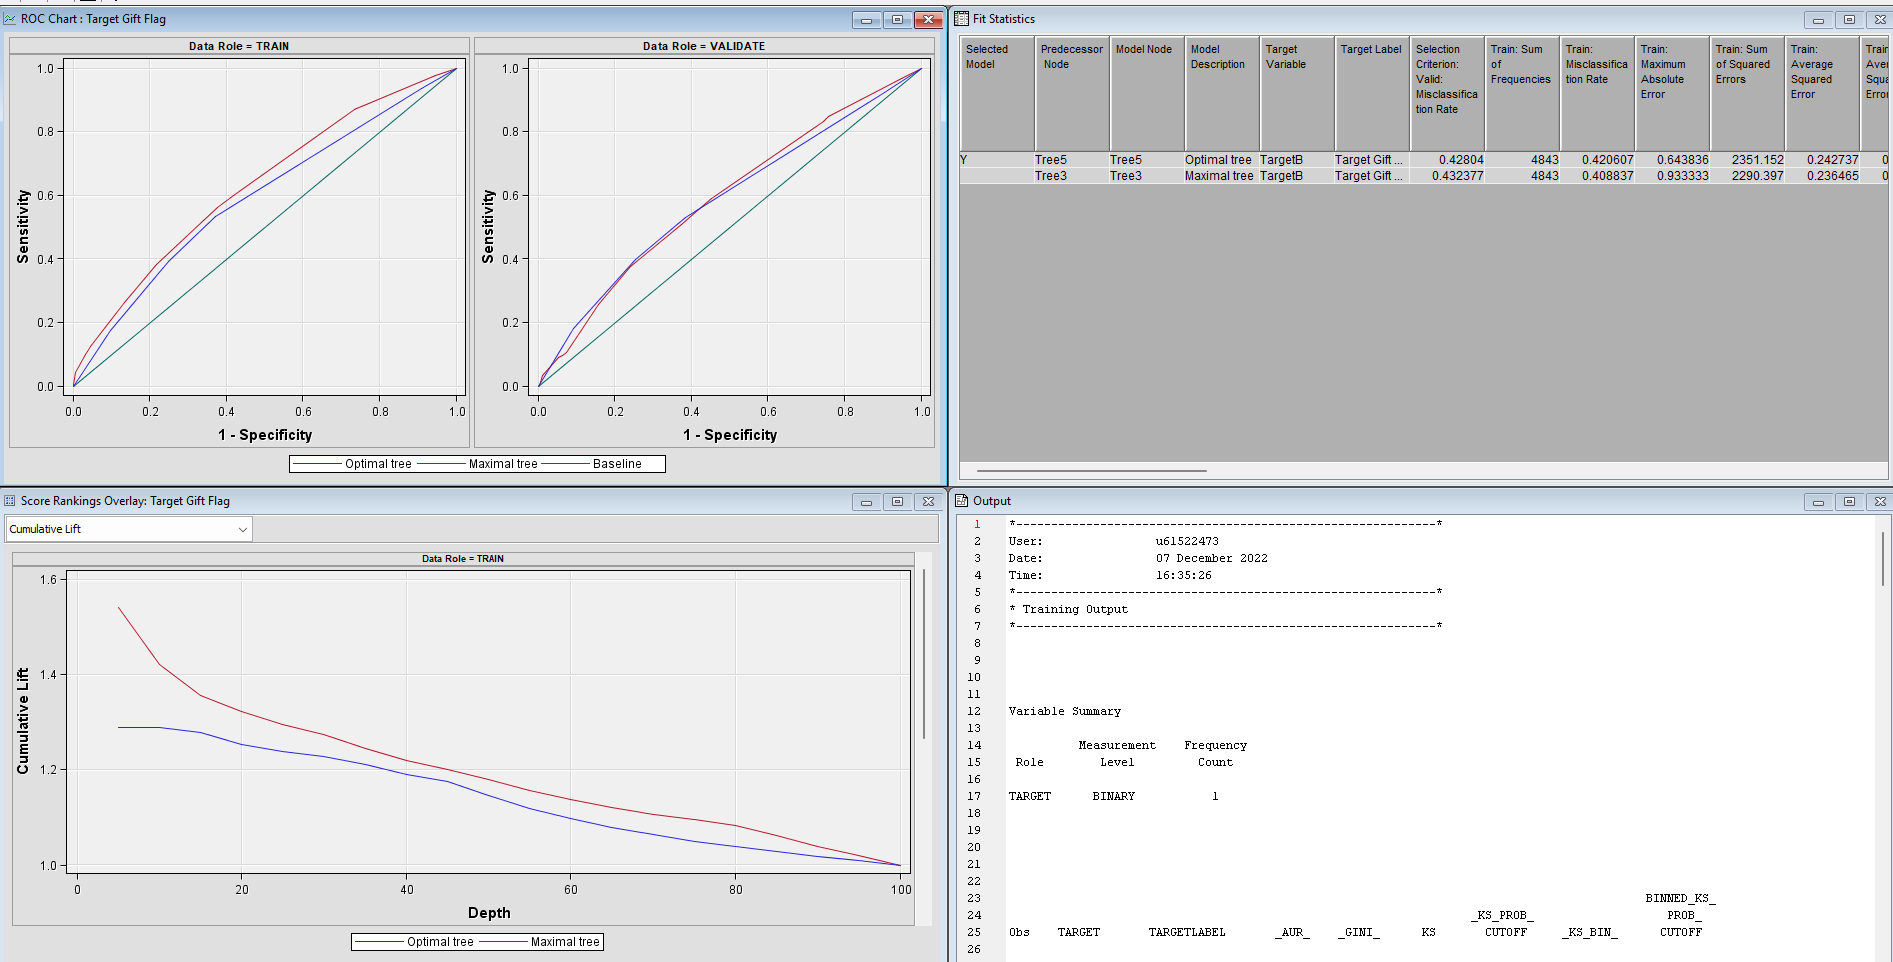 ROC Chart : Target Gift Flag
Data Role = TRAIN
Data Role = VALIDATE
1.0
0.8
0.6
0.4
0.2
0.0
Sensitivity
0.0 0.2 0.4 0.6 0.8 1.0
1 - Specificity
1.0
0.8
0.6
0.4
0.2
0.0
Sensitivity
0.0 0.2 0.4 0.6 0.8 1.0
1 - Specificity
Optimal tree Maximal tree Baseline
Fit Statistics
Selected
Model
Predecessor
Node
Model Node
Model
Description
Target
Variable
Target Label
Selection
Criterion:
Valid:
Misclassifica
tion Rate
Train: Sum
of
Frequencies
Train:
Misclassifica
tion Rate
Train:
Maximum
Absolute
Error
Train: Sum
of Squared
Errors
Train:
Average
Squared
Error
Y Tree5 Tree5 Optimal tree TargetB Target Gift ... 0.42804 4843 0.420607 0.643836 2351.152 0.242737 0
Tree3 Tree3 Maximal tree TargetB Target Gift ... 0.432377 4843 0.408837 0.933333 2290.397 0.236465 0
Score Rankings Overlay: Target Gift Flag
Cumulative Lift
Data Role = TRAIN
1.6
1.4
1.2
1.0
Cumulative Lift
0 20 40 60 80 100
Depth
Optimal tree Maximal tree
Output
1 *------------------------------------------------------------*
2 User: u61522473
3 Date: 07 December 2022
4 Time: 16:35:26
5 *------------------------------------------------------------*
6 * Training Output
7 *------------------------------------------------------------*
8
9
10
11
12 Variable Summary
13
14 Measurement Frequency
15 Role Level Count
16
17 TARGET BINARY 1
18
19
20
21
22
23 BINNED_KS_
24 _KS_PROB_ PROB_
25 Obs TARGET TARGETLABEL _AUR_ _GINI_ KS CUTOFF _KS_BIN_ CUTOFF
26